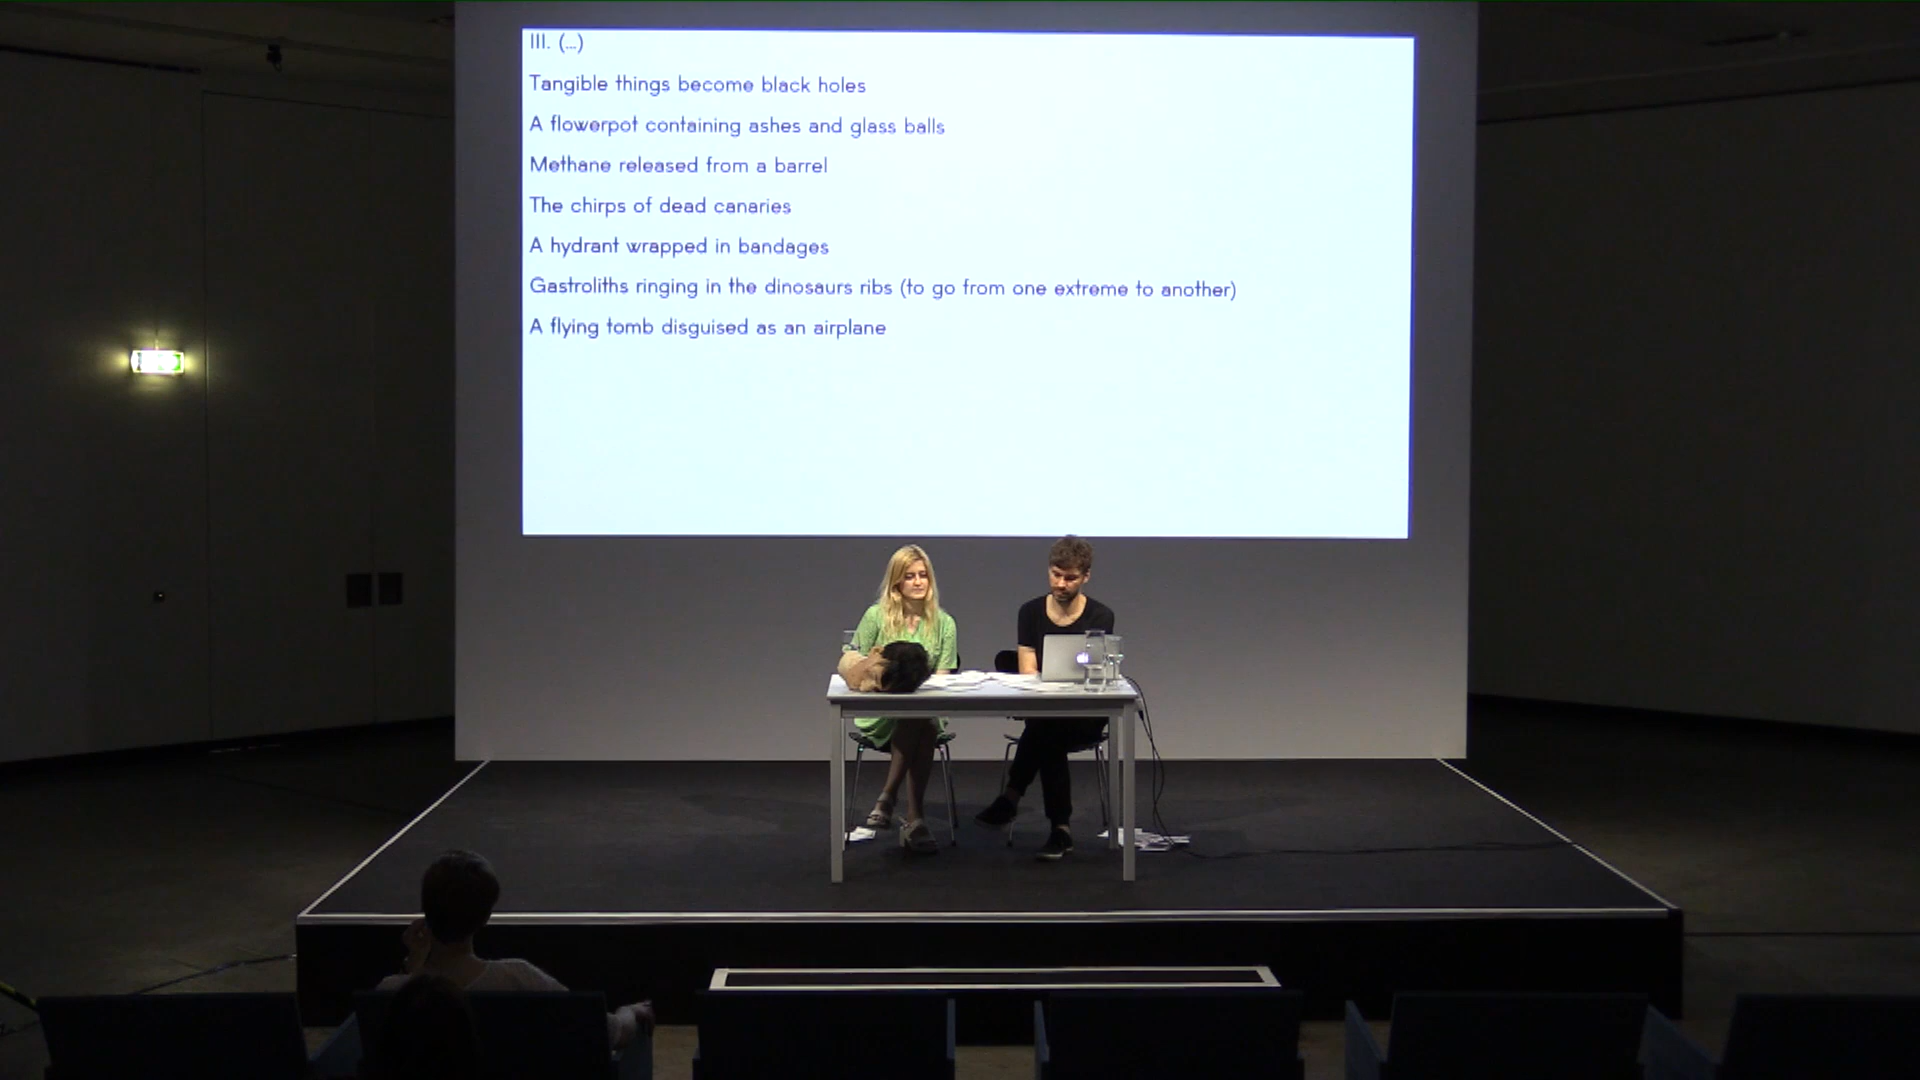 III. (...)
Tangible things become black holes
A flowerpot containing ashes and glass balls
Methane released from a barrel
The chirps of dead canaries
A hydrant wrapped in bandages
Gastroliths ringing in the dinosaurs ribs (to go from one extreme to another)
A flying tomb disguised as an airplane